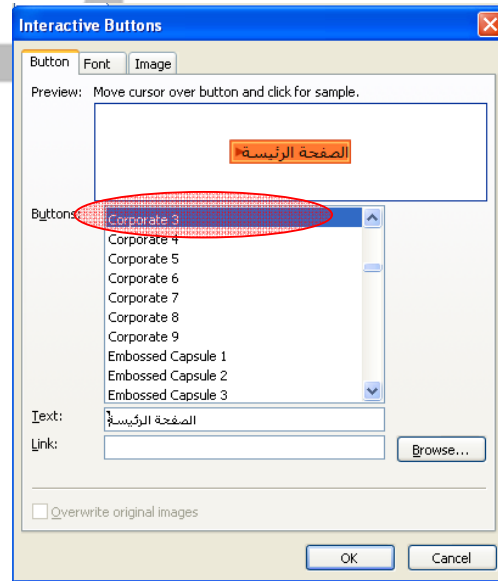 Interactive Buttons
Button Font Image
Preview: Move cursor over button and click for sample.
الصفحة الرئيسة
Buttons:
Corporate 3
Corporate 4
Corporate 5
Corporate 6
Corporate 7
Corporate 8
Corporate 9
Embossed Capsule 1
Embossed Capsule 2
Embossed Capsule 3
Text: الصفحة الرئيسة
Link: Browse...
Overwrite original images
OK Cancel